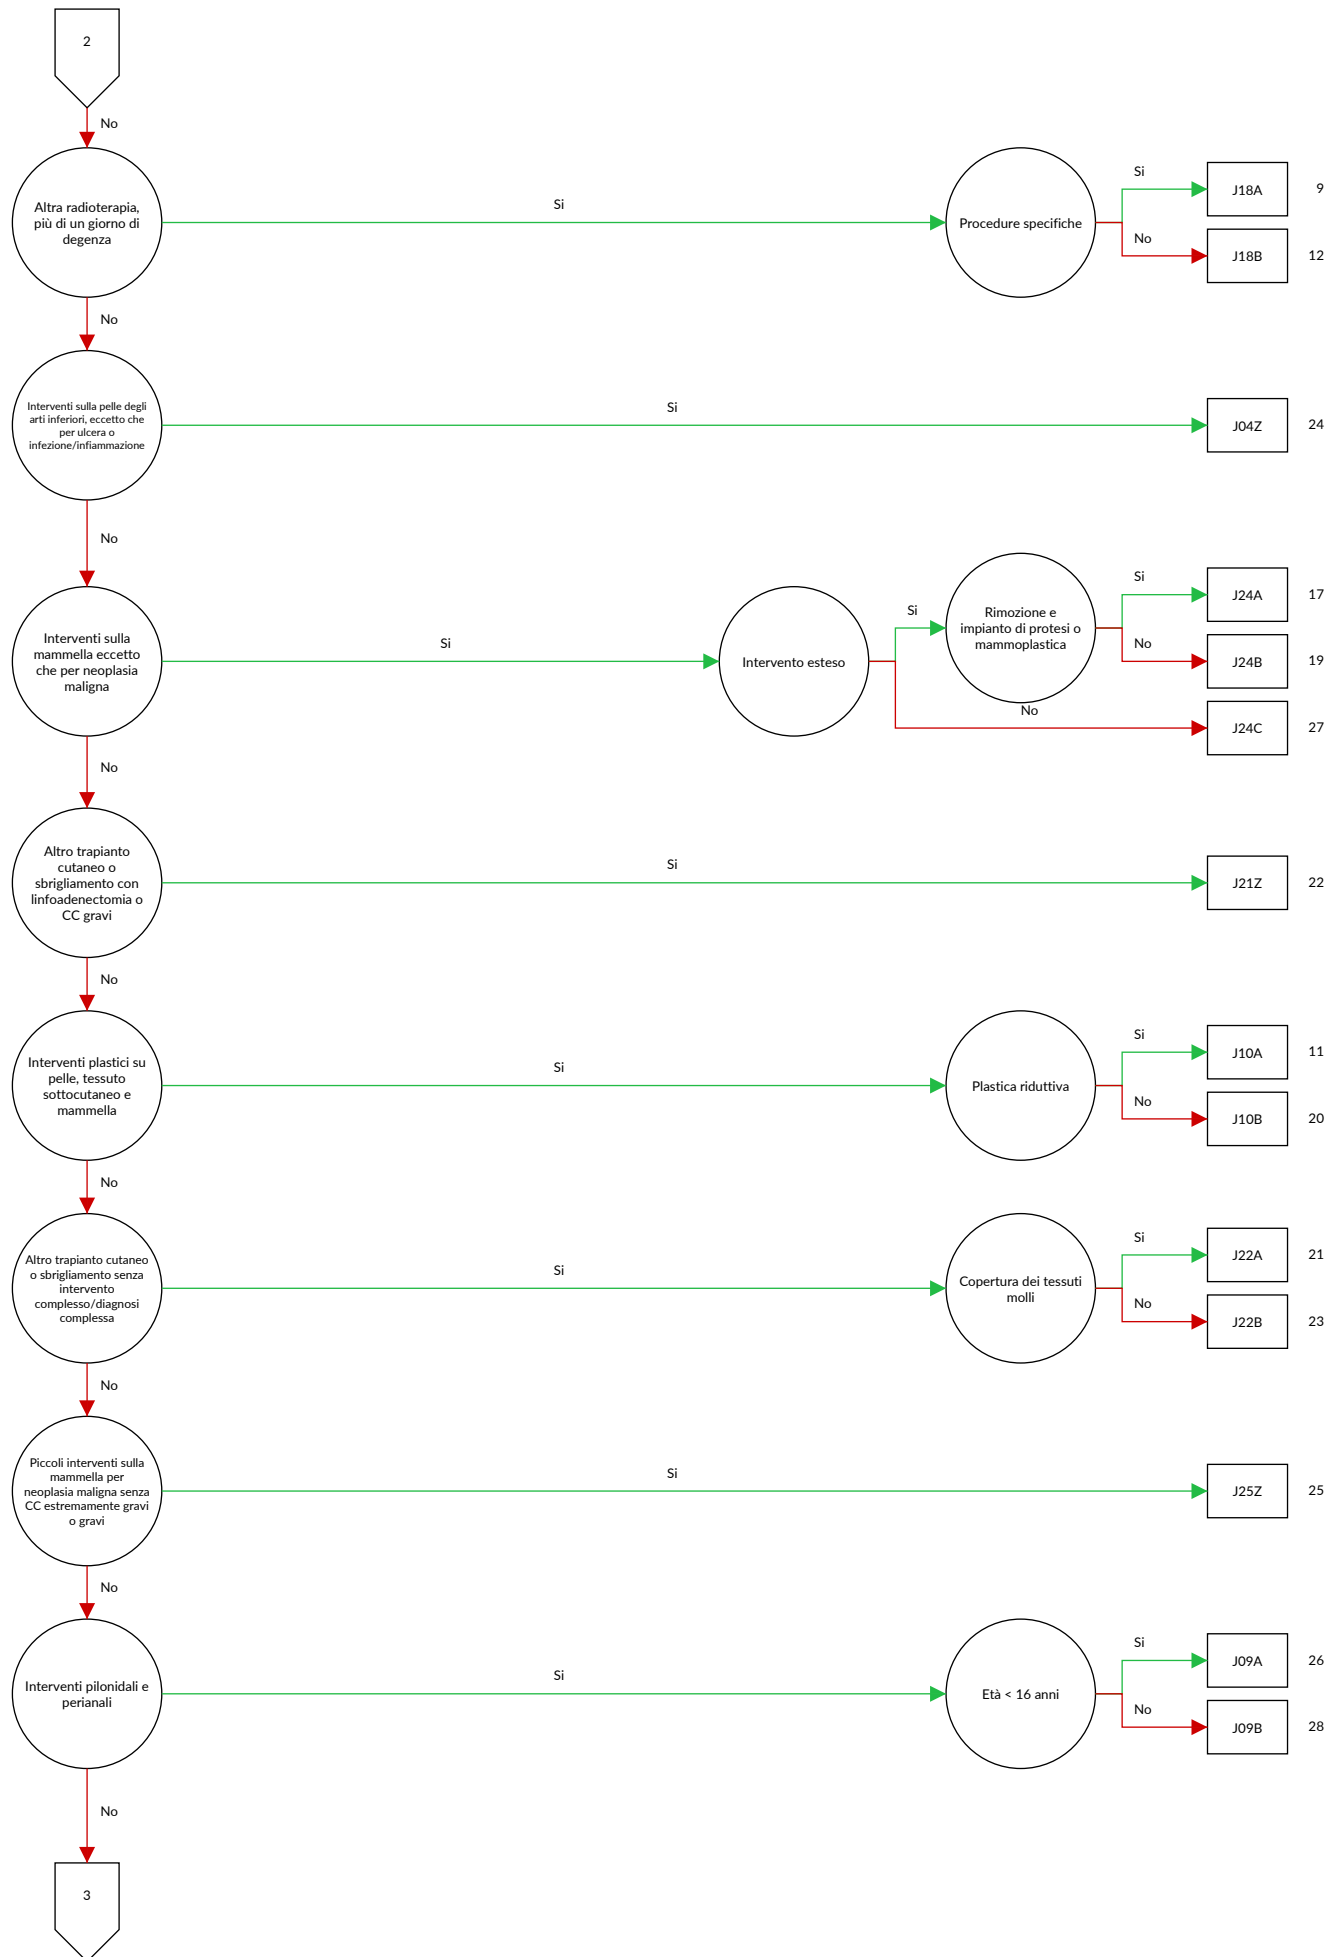 2
No
Altra radioterapia,
più di un giorno di
degenza
Si
Procedure specifiche
Si
J18A
9
No
J18B
12
No
Interventi sulla pelle degli
arti inferiori, eccetto che
per ulcera o
infezione/infiammazione
Si
J04Z
24
No
Interventi sulla
mammella eccetto
che per neoplasia
maligna
Si
Intervento esteso
Si
Rimozione e
impianto di protesi o
mammoplastica
Si
J24A
17
No
J24B
19
No
J24C
27
No
Altro trapianto
cutaneo o
sbrigliamento con
linfoadenectomia o
CC gravi
Si
J21Z
22
No
Interventi plastici su
pelle, tessuto
sottocutaneo e
mammella
Si
Plastica riduttiva
Si
J10A
11
No
J10B
20
No
Altro trapianto cutaneo
o sbrigliamento senza
intervento
complesso/diagnosi
complessa
Si
Copertura dei tessuti
molli
Si
J22A
21
No
J22B
23
No
Piccoli interventi sulla
mammella per
neoplasia maligna senza
CC estremamente gravi
o gravi
Si
J25Z
25
No
Interventi pilonidali e
perianali
Si
Età < 16 anni
Si
J09A
26
No
J09B
28
No
3